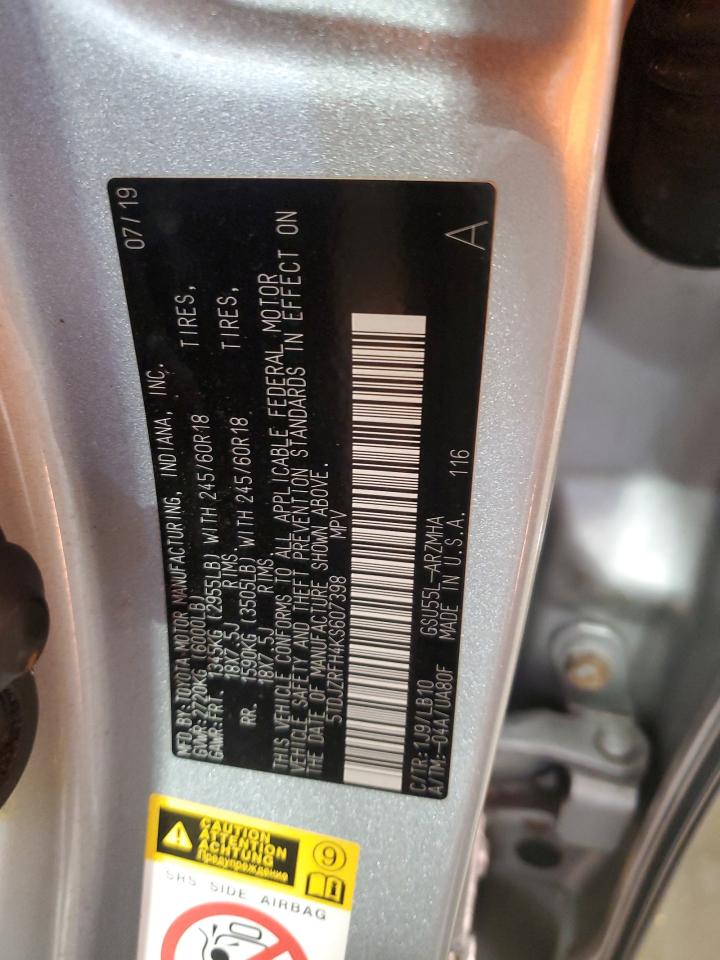 07/19
MFD.BY:TOYOTA MOTOR MANUFACTURING, INDIANA, INC.
GVWR:2720KG (6000LB)
GAWR:FR. 1345KG (2955LB) WITH 245/60R18 TIRES,
18X7.5J RIMS.
RR. 1590KG (3505LB) WITH 245/60R18 TIRES,
18X7.5J RIMS
THIS VEHICLE CONFORMS TO ALL APPLICABLE FEDERAL MOTOR
VEHICLE SAFETY AND THEFT PREVENTION STANDARDS IN EFFECT ON
THE DATE OF MANUFACTURE SHOWN ABOVE.
5TDJZRFH4KS607398 MPV
A
C/TR:1J9/LB10 GSU55L-ARZMHTA
A/TM:-04A/UA80F MADE IN U.S.A. 116
CAUTION
ATTENTION
ACHTUNG
Предупреждение
9
SRS SIDE AIRBAG